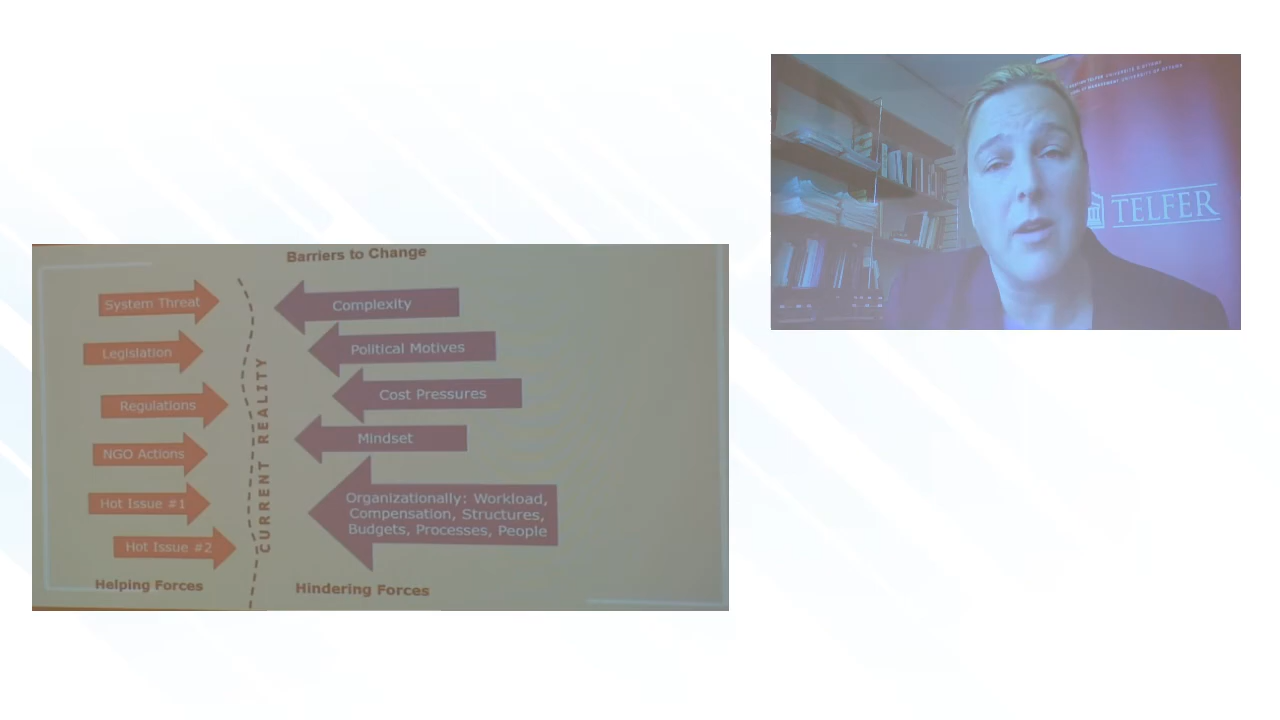 Barriers to Change
System Threat
Legislation
Regulations
NGO Actions
Hot Issue #1
Hot Issue #2
Helping Forces
CURRENT REALITY
Complexity
Political Motives
Cost Pressures
Mindset
Organizationally: Workload,
Compensation, Structures,
Budgets, Processes, People
Hindering Forces
TELFER